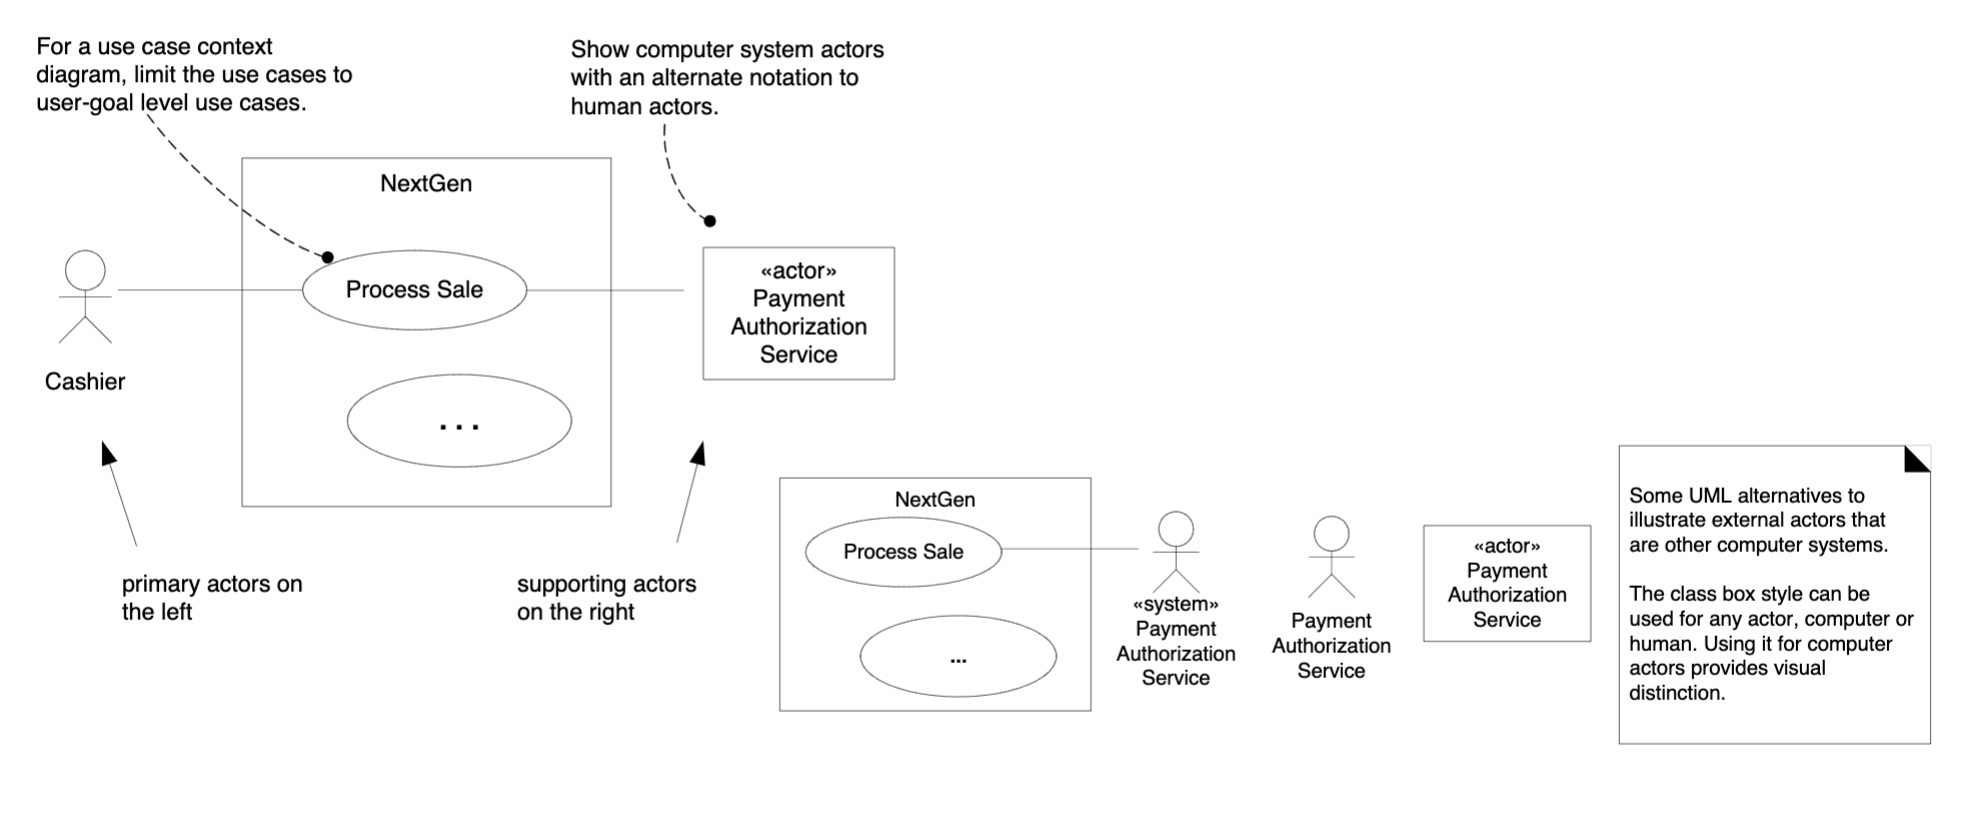 For a use case context
diagram, limit the use cases to
user-goal level use cases.
Show computer system actors
with an alternate notation to
human actors.
NextGen
Process Sale
. . .
Cashier
«actor»
Payment
Authorization
Service
primary actors on
the left
supporting actors
on the right
NextGen
Process Sale
...
«system»
Payment
Authorization
Service
Payment
Authorization
Service
«actor»
Payment
Authorization
Service
Some UML alternatives to
illustrate external actors that
are other computer systems.
The class box style can be
used for any actor, computer or
human. Using it for computer
actors provides visual
distinction.